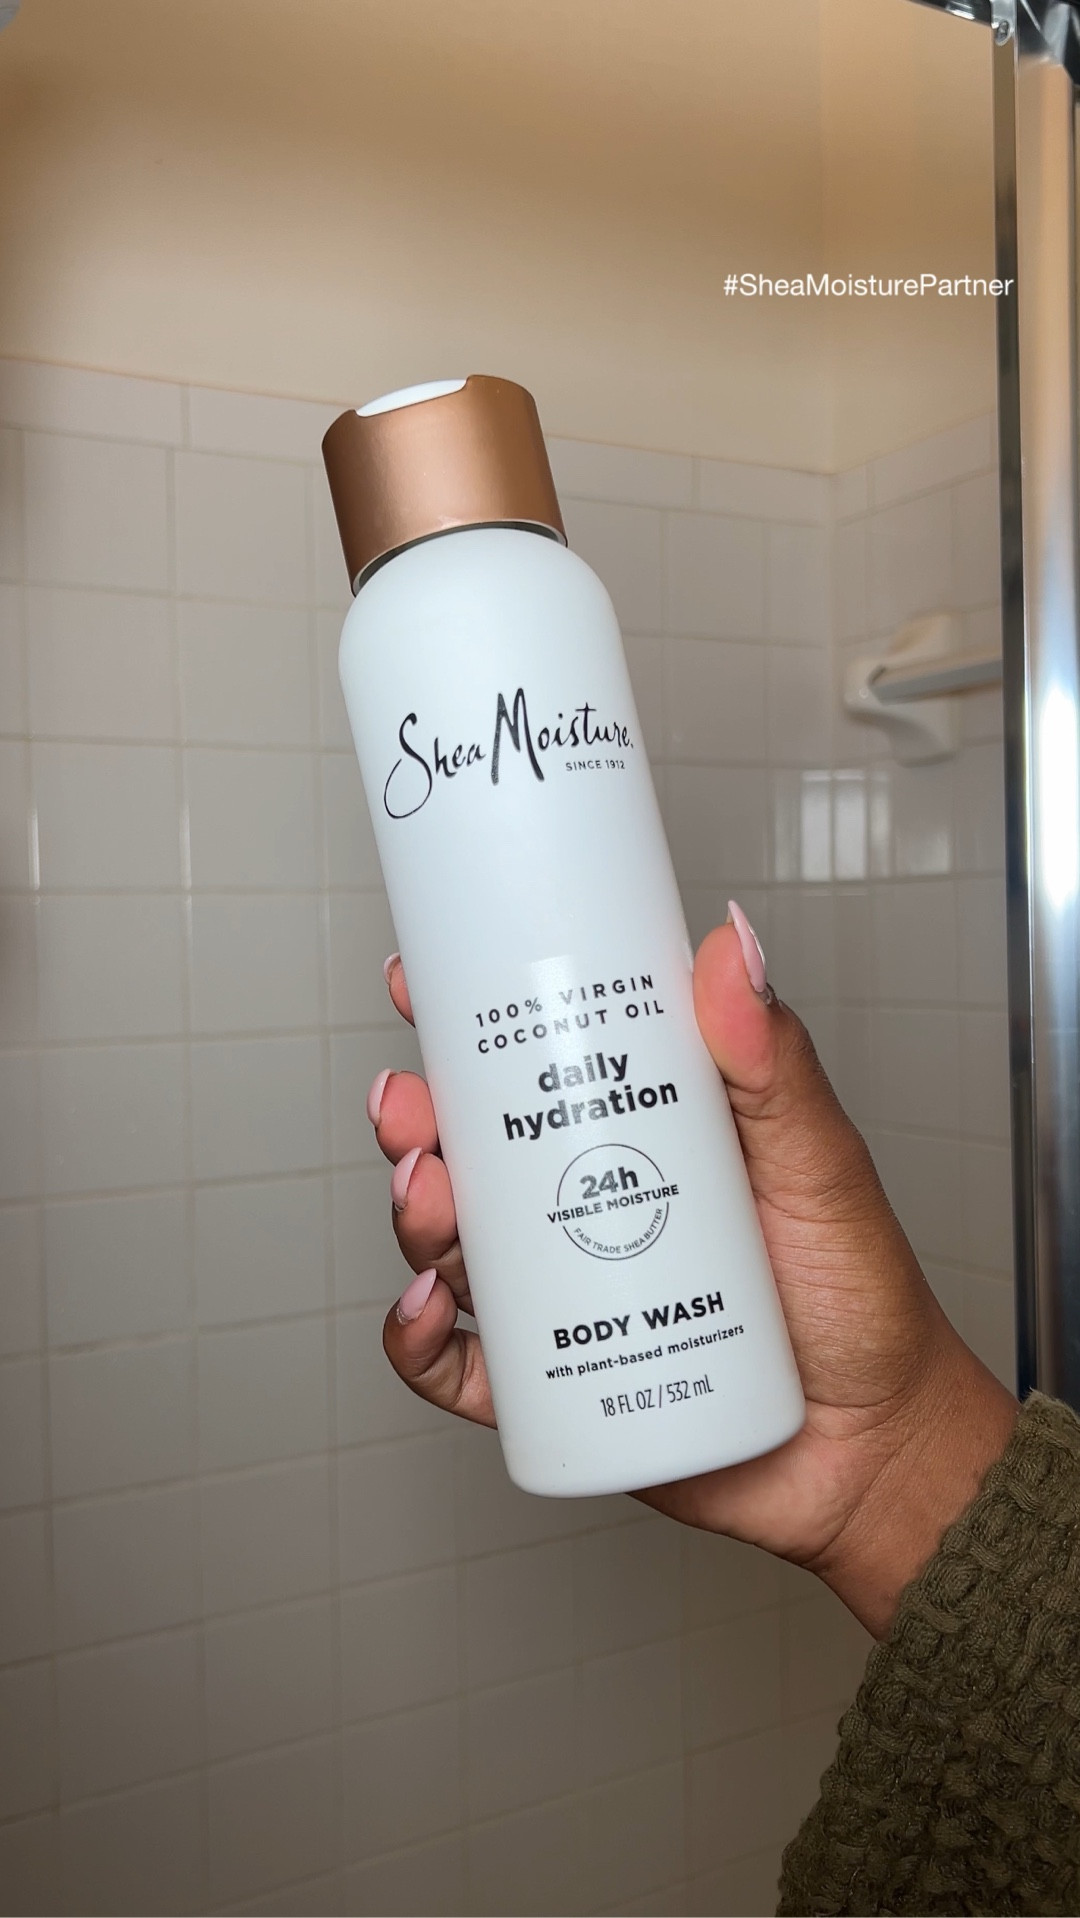 #SheaMoisturePartner
SheaMoisture
SINCE 1912
100% VIRGIN
COCONUT OIL
daily
hydration
24h
VISIBLE MOISTURE
FAIR TRADE SHEA BUTTER
BODY WASH
with plant-based moisturizers
18 FL OZ / 532 mL